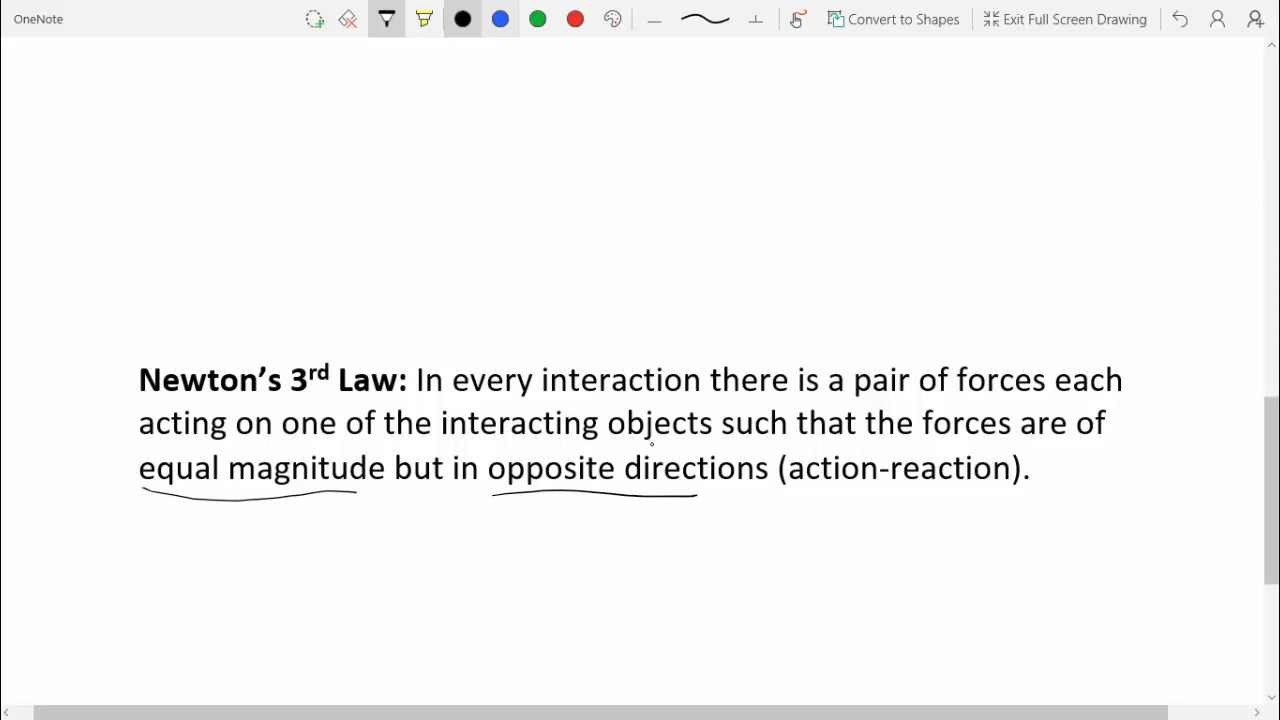 OneNote
Convert to Shapes
Exit Full Screen Drawing
Newton’s 3rd Law: In every interaction there is a pair of forces each
acting on one of the interacting objects such that the forces are of
equal magnitude but in opposite directions (action-reaction).